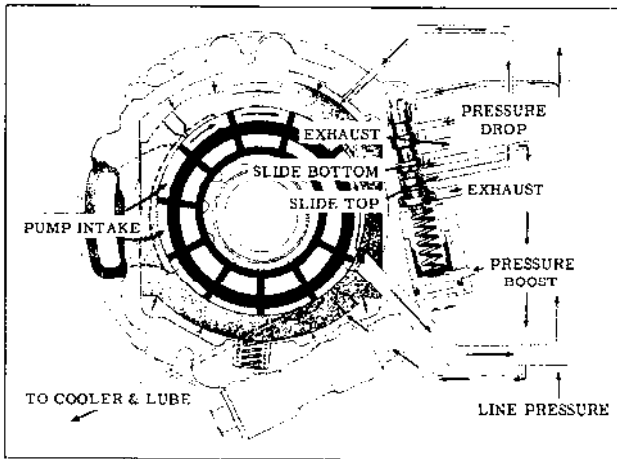 EXHAUST
PRESSURE
DROP
SLIDE BOTTOM
SLIDE TOP
EXHAUST
PUMP INTAKE
PRESSURE
BOOST
TO COOLER & LUBE
LINE PRESSURE